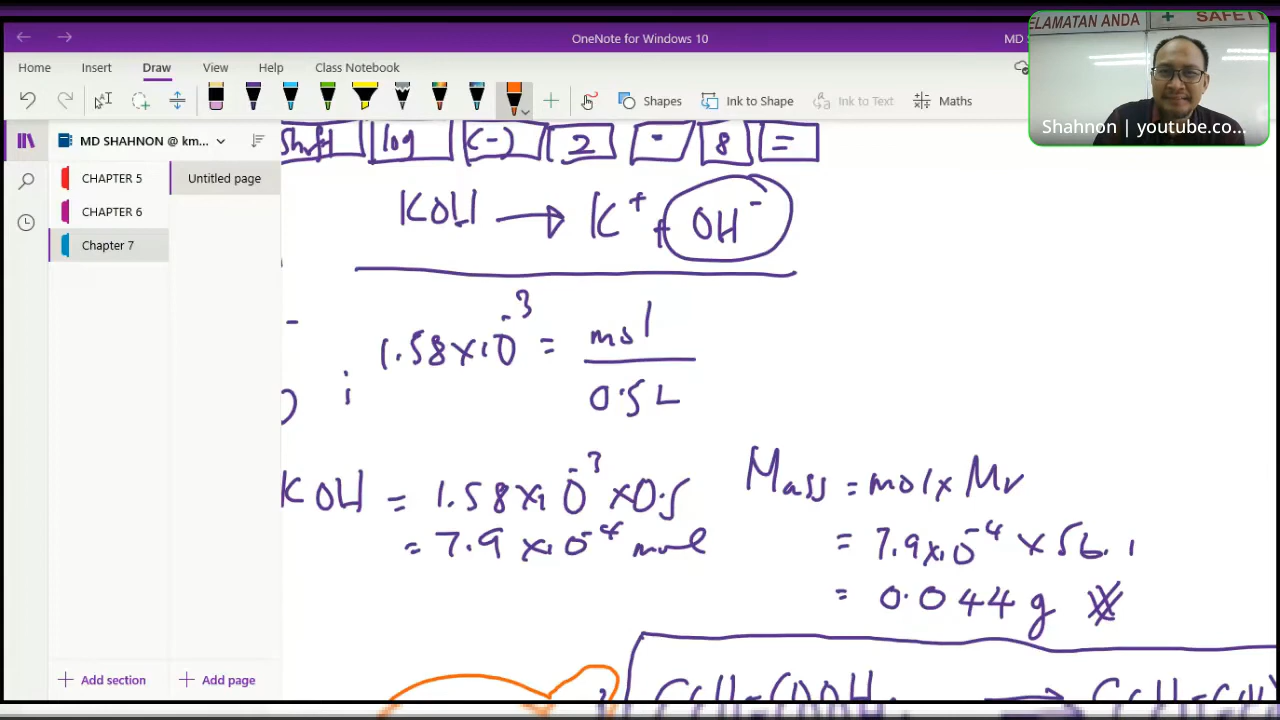 OneNote for Windows 10
MD S
ELAMATAN ANDA + SAFETY
Shahnon | youtube.co...
Home Insert Draw View Help Class Notebook
Shapes Ink to Shape Ink to Text Maths
MD SHAHNON @ km...
CHAPTER 5
CHAPTER 6
Chapter 7
Untitled page
Shift log (-) 2 . 8 =
KOH → K⁺ + OH⁻
1.58×10⁻³ = mol
0.5 L
KOH = 1.58×10⁻³ ×0.5
= 7.9 ×10⁻⁴ mol
Mass = mol × Mr
= 7.9×10⁻⁴ × 56.1
= 0.044 g
Add section
Add page